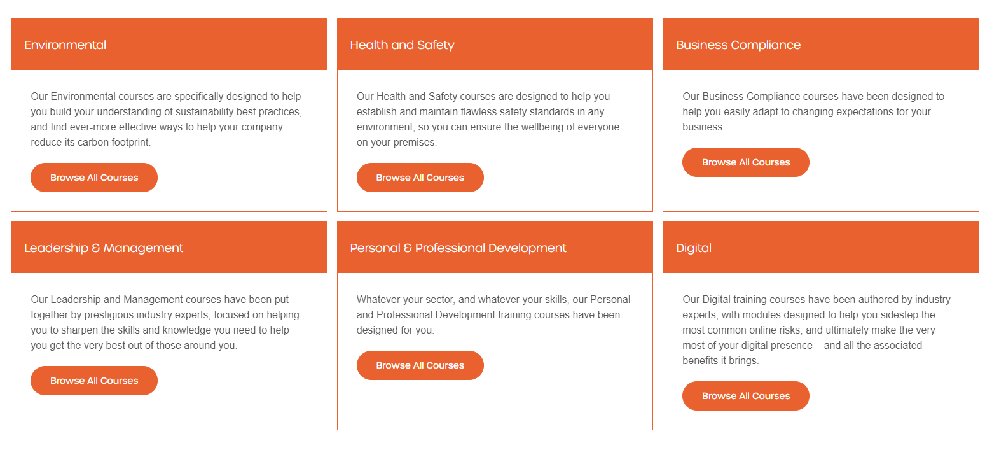 Environmental
Our Environmental courses are specifically designed to help
you build your understanding of sustainability best practices,
and find ever-more effective ways to help your company
reduce its carbon footprint.
Browse All Courses
Health and Safety
Our Health and Safety courses are designed to help you
establish and maintain flawless safety standards in any
environment, so you can ensure the wellbeing of everyone
on your premises.
Browse All Courses
Business Compliance
Our Business Compliance courses have been designed to
help you easily adapt to changing expectations for your
business.
Browse All Courses
Leadership & Management
Our Leadership and Management courses have been put
together by prestigious industry experts, focused on helping
you to sharpen the skills and knowledge you need to help
you get the very best out of those around you.
Browse All Courses
Personal & Professional Development
Whatever your sector, and whatever your skills, our Personal
and Professional Development training courses have been
designed for you.
Browse All Courses
Digital
Our Digital training courses have been authored by industry
experts, with modules designed to help you sidestep the
most common online risks, and ultimately make the very
most of your digital presence – and all the associated
benefits it brings.
Browse All Courses